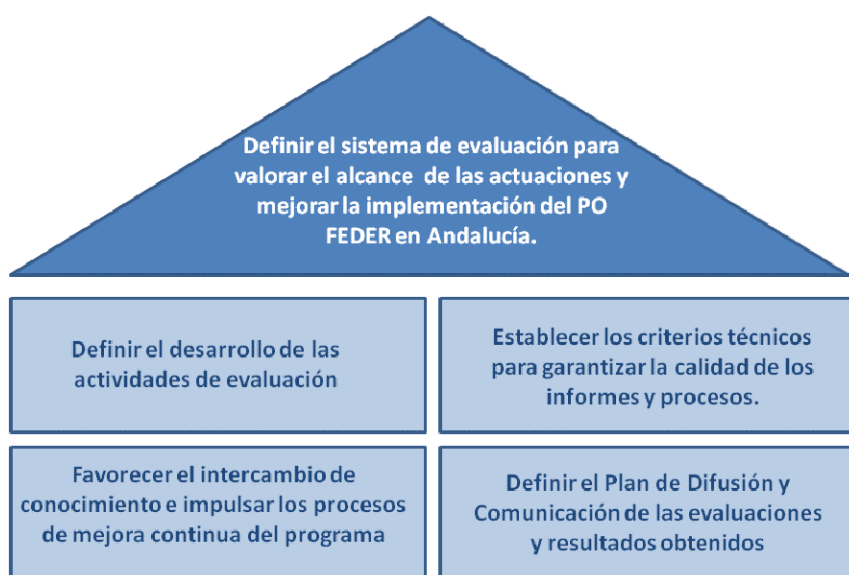 Definir el sistema de evaluación para
valorar el alcance de las actuaciones y
mejorar la implementación del PO
FEDER en Andalucía.
Definir el desarrollo de las
actividades de evaluación
Establecer los criterios técnicos
para garantizar la calidad de los
informes y procesos.
Favorecer el intercambio de
conocimiento e impulsar los procesos
de mejora continua del programa
Definir el Plan de Difusión y
Comunicación de las evaluaciones
y resultados obtenidos